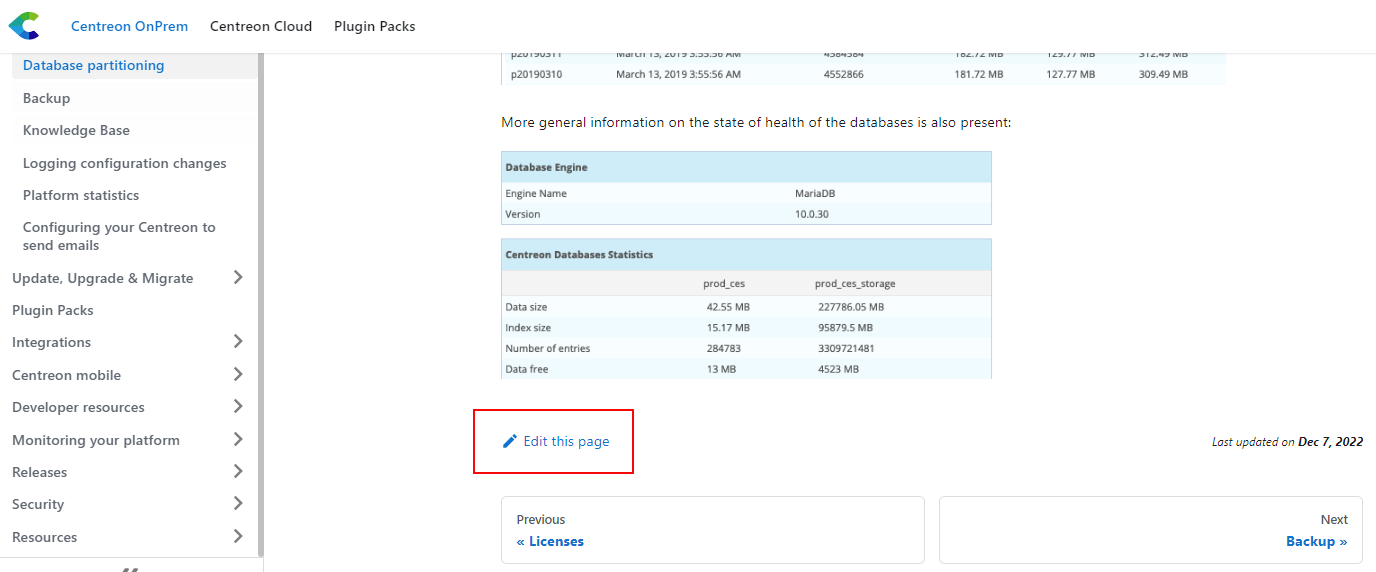 Centreon OnPrem Centreon Cloud Plugin Packs
Database partitioning
Backup
Knowledge Base
Logging configuration changes
Platform statistics
Configuring your Centreon to
send emails
Update, Upgrade & Migrate
Plugin Packs
Integrations
Centreon mobile
Developer resources
Monitoring your platform
Releases
Security
Resources
p20190311 March 13, 2019 3:55:56 AM 4584584 182.72 MB 129.77 MB 312.49 MB
p20190310 March 13, 2019 3:55:56 AM 4552866 181.72 MB 127.77 MB 309.49 MB
More general information on the state of health of the databases is also present:
Database Engine
Engine Name MariaDB
Version 10.0.30
Centreon Databases Statistics
prod_ces prod_ces_storage
Data size 42.55 MB 227786.05 MB
Index size 15.17 MB 95879.5 MB
Number of entries 284783 3309721481
Data free 13 MB 4523 MB
Edit this page
Last updated on Dec 7, 2022
Previous
« Licenses
Next
Backup »